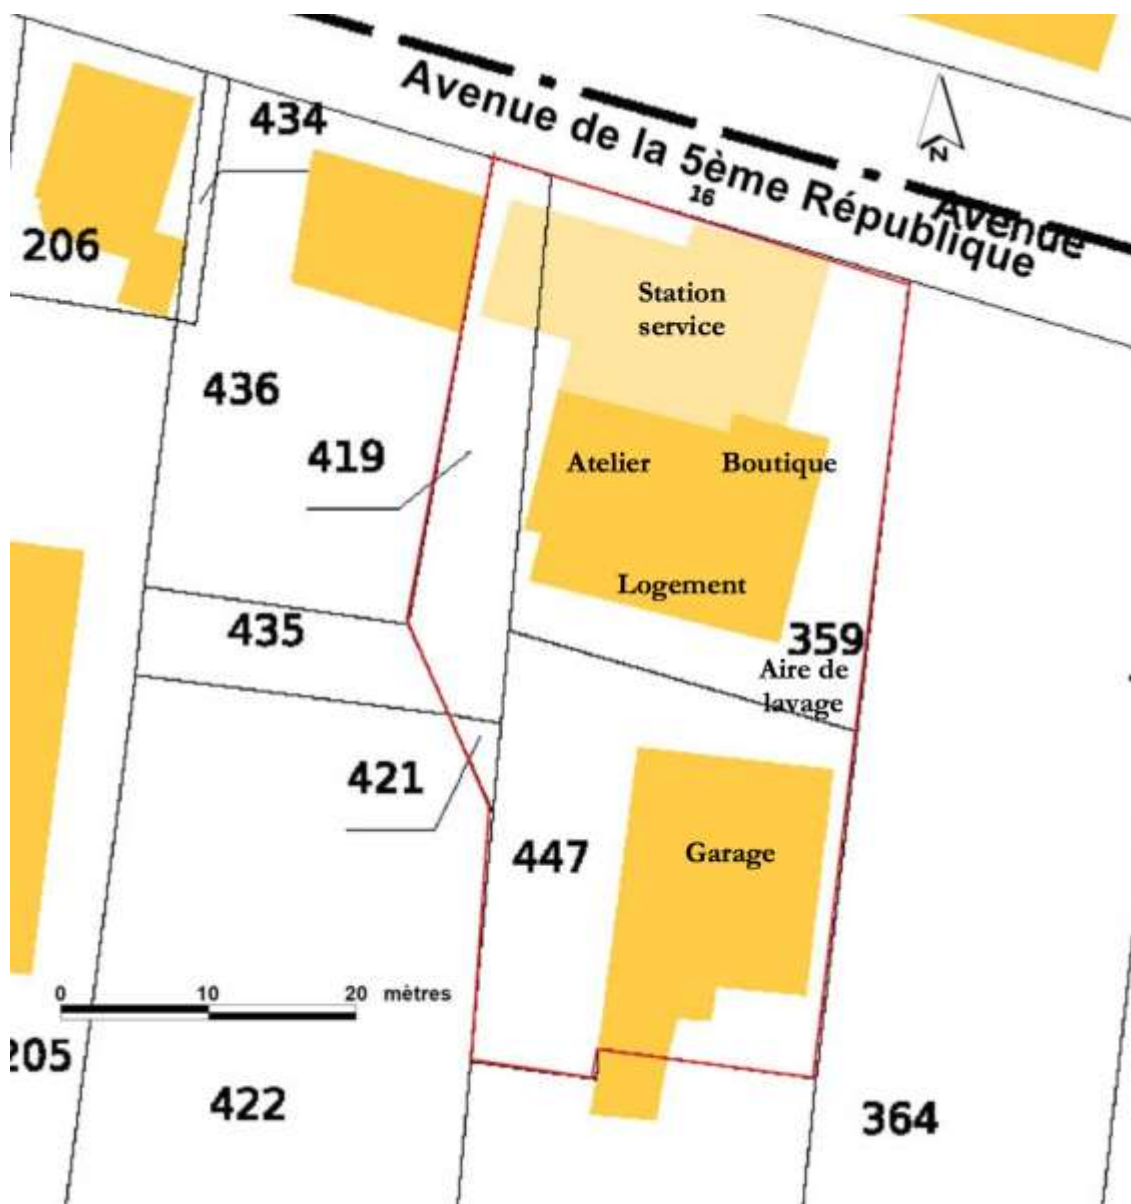 Avenue de la 5ème République
Avenue
16
434
206
Station
service
436
419
Atelier
Boutique
Logement
435
359
Aire de
lavage
421
447
Garage
0 10 20 mètres
205
422
364
N